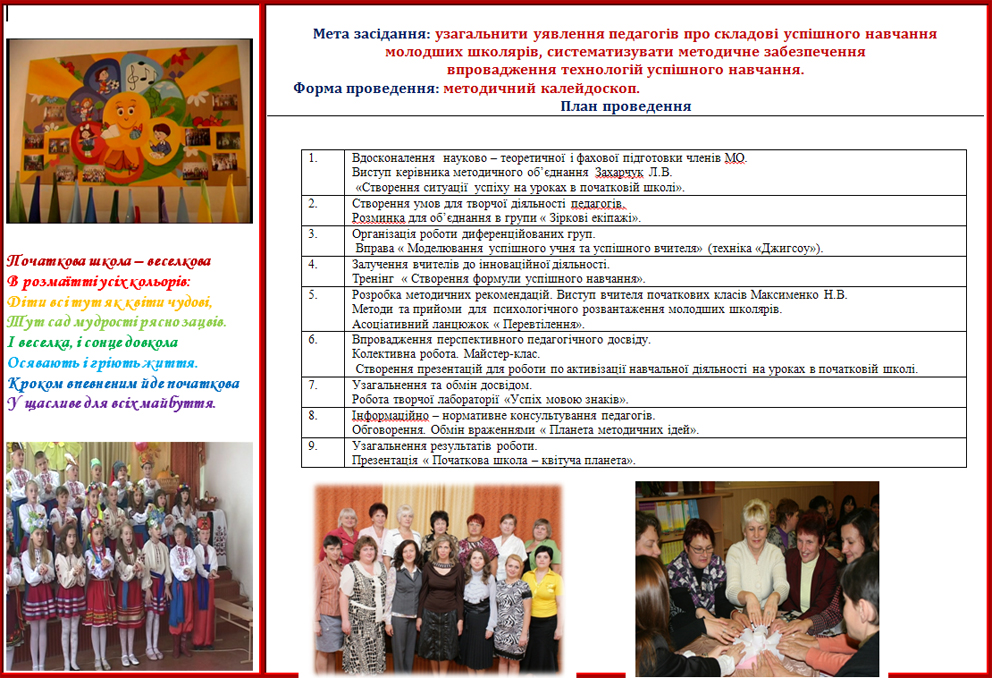 Початкова школа – веселкова
В розмаїтті усіх кольорів:
Діти всі тут як квіти чудові,
Тут сад мудрості рясно зацвів.
І веселка, і сонце довкола
Осявають і гріють життя.
Кроком впевненим йде початкова
У щасливе для всіх майбуття.
Мета засідання: узагальнити уявлення педагогів про складові успішного навчання
молодших школярів, систематизувати методичне забезпечення
впровадження технологій успішного навчання.
Форма проведення: методичний калейдоскоп.
План проведення
1. Вдосконалення науково – теоретичної і фахової підготовки членів МО.
Виступ керівника методичного об’єднання Захарчук Л.В.
«Створення ситуації успіху на уроках в початковій школі».
2. Створення умов для творчої діяльності педагогів.
Розминка для об’єднання в групи « Зіркові екіпажі».
3. Організація роботи диференційованих груп.
Вправа « Моделювання успішного учня та успішного вчителя» (техніка «Джигсоу»).
4. Залучення вчителів до інноваційної діяльності.
Тренінг « Створення формули успішного навчання».
5. Розробка методичних рекомендацій. Виступ вчителя початкових класів Максименко Н.В.
Методи та прийоми для психологічного розвантаження молодших школярів.
Асоціативний ланцюжок « Перевтілення».
6. Впровадження перспективного педагогічного досвіду.
Колективна робота. Майстер-клас.
Створення презентацій для роботи по активізації навчальної діяльності на уроках в початковій школі.
7. Узагальнення та обмін досвідом.
Робота творчої лабораторії «Успіх мовою знаків».
8. Інформаційно – нормативне консультування педагогів.
Обговорення. Обмін враженнями « Планета методичних ідей».
9. Узагальнення результатів роботи.
Презентація « Початкова школа – квітуча планета».